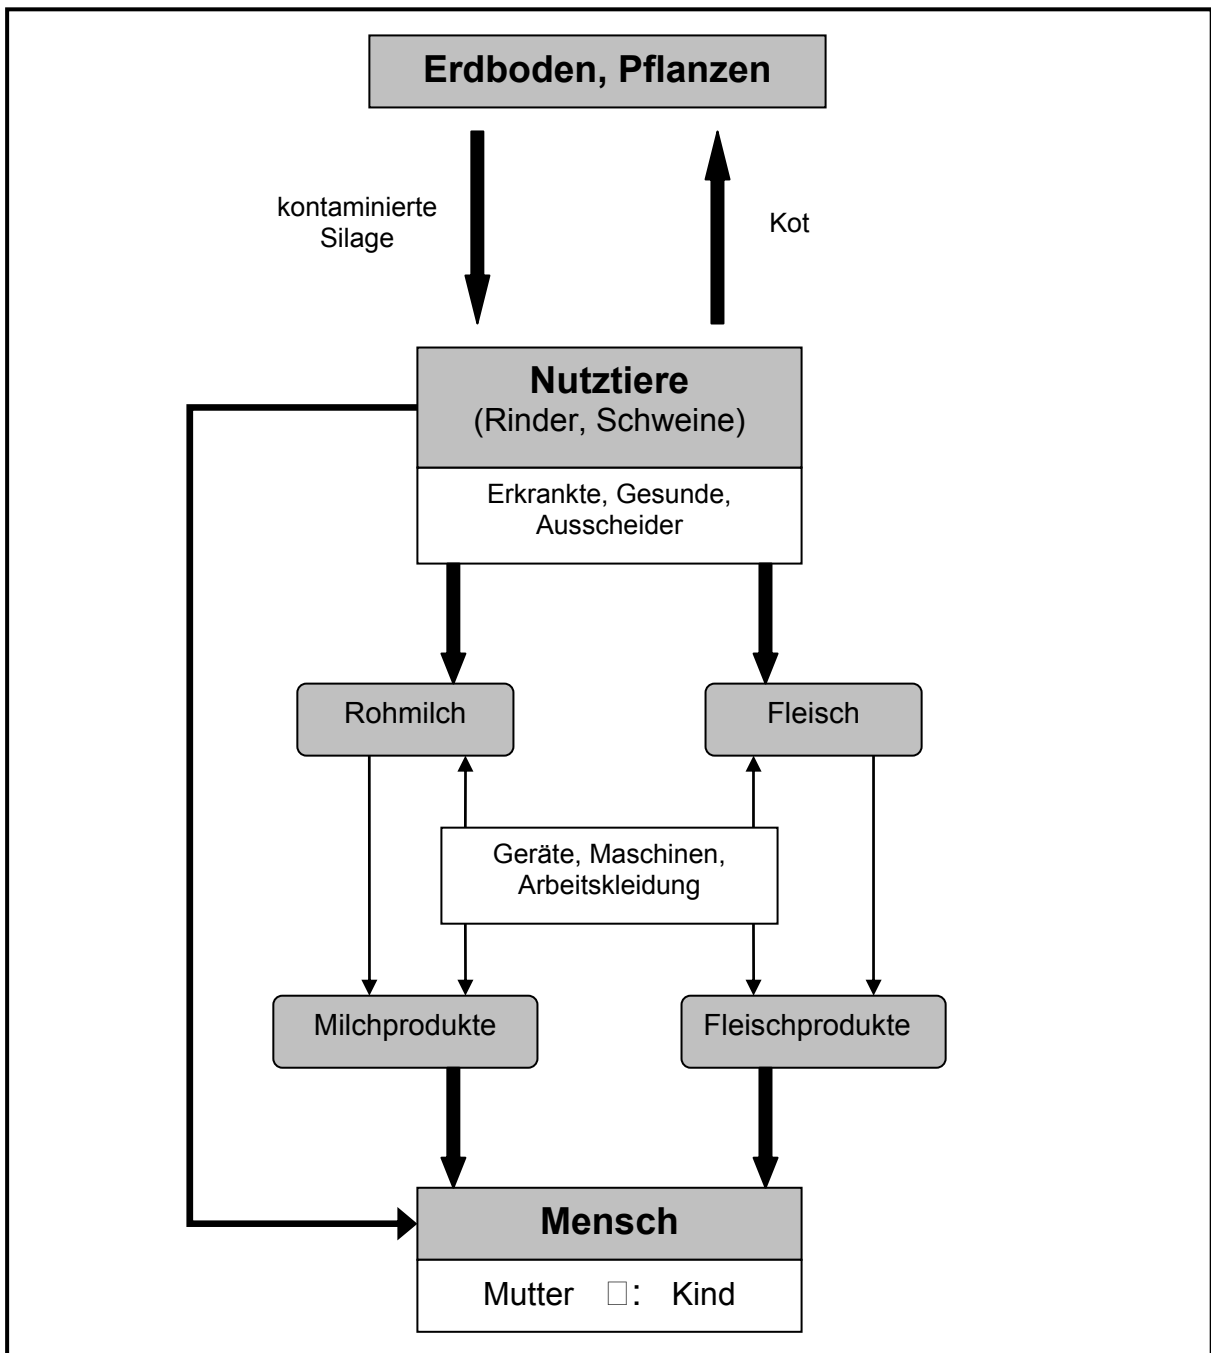 Erdboden, Pflanzen
kontaminierte
Silage
Kot
Nutztiere
(Rinder, Schweine)
Erkrankte, Gesunde,
Ausscheider
Rohmilch
Fleisch
Geräte, Maschinen,
Arbeitskleidung
Milchprodukte
Fleischprodukte
Mensch
Mutter □: Kind